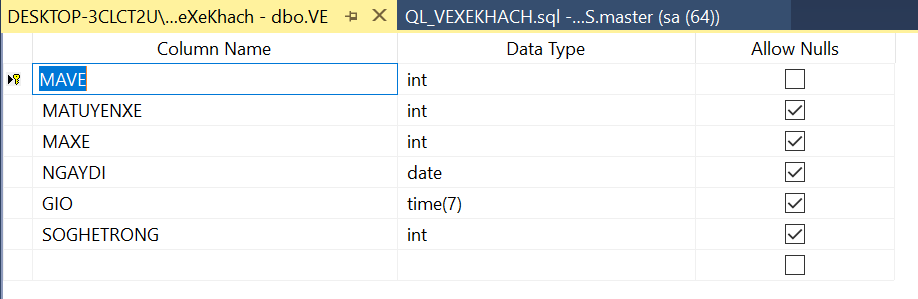 DESKTOP-3CLCT2U\...eXeKhach - dbo.VE QL_VEXEKHACH.sql -...S.master (sa (64))
Column Name Data Type Allow Nulls
MAVE int
MATUYENXE int
MAXE int
NGAYDI date
GIO time(7)
SOGHETRONG int